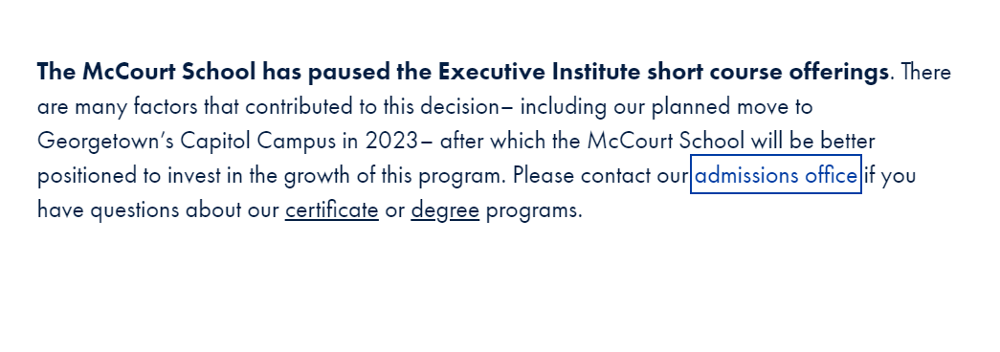 The McCourt School has paused the Executive Institute short course offerings. There
are many factors that contributed to this decision– including our planned move to
Georgetown’s Capitol Campus in 2023– after which the McCourt School will be better
positioned to invest in the growth of this program. Please contact our admissions office if you
have questions about our certificate or degree programs.